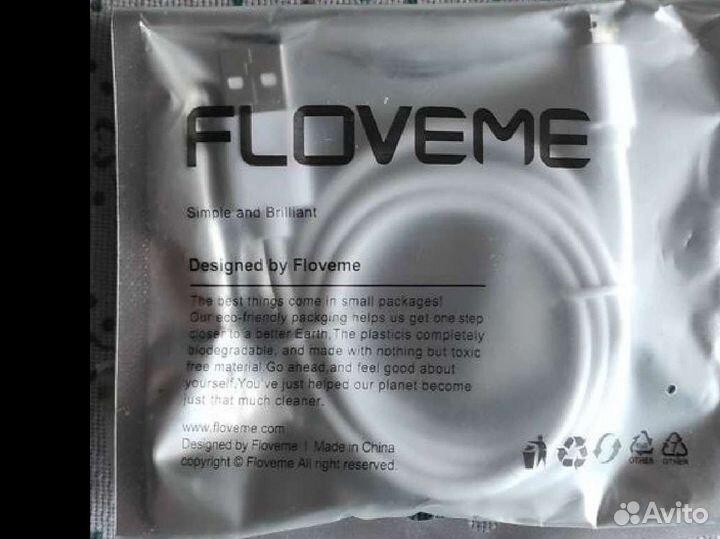 FLOVEME
Simple and Brilliant
Designed by Floveme
The best things come in small packages!
Our eco-friendly packging helps us get one step
closer to a better Earth,The plasticis completely
biodegradable, and made with nothing but toxic
free material.Go ahead,and feel good about
yourself,You've just helped our planet become
just that much cleaner.
www.floveme.com
Designed by Floveme | Made in China
copyright © Floveme All right reserved.
OTHER OTHER
Avito